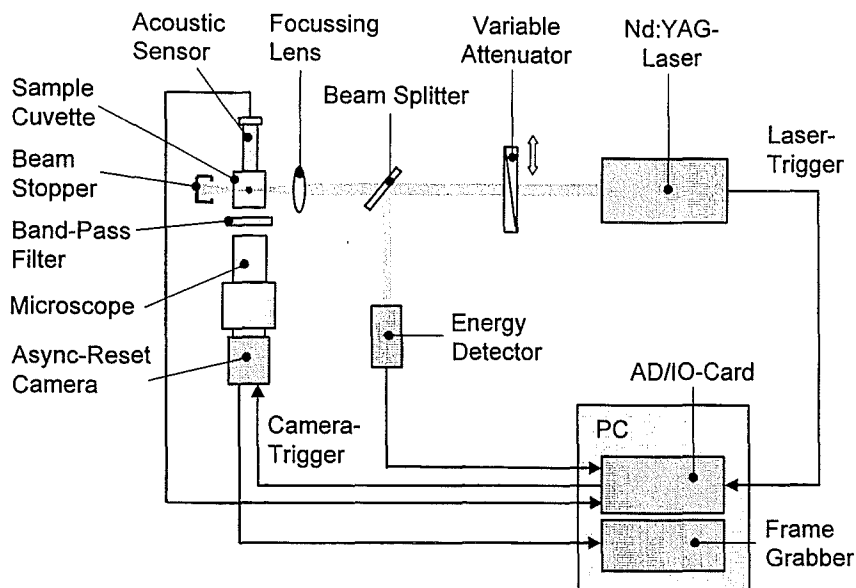 Acoustic
Sensor
Focussing
Lens
Variable
Attenuator
Nd:YAG-
Laser
Sample
Cuvette
Beam Splitter
Laser-
Trigger
Beam
Stopper
Band-Pass
Filter
Microscope
Energy
Detector
Async-Reset
Camera
AD/IO-Card
Camera-
Trigger
PC
Frame
Grabber